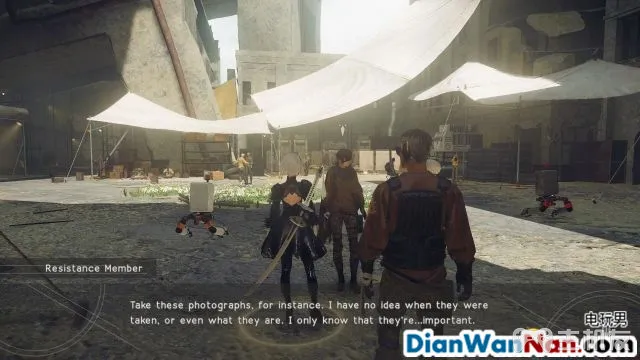 Resistance Member
Take these photographs, for instance. I have no idea when they were
taken, or even what they are. I only know that they're...important.
电玩男
DianWanNan.com